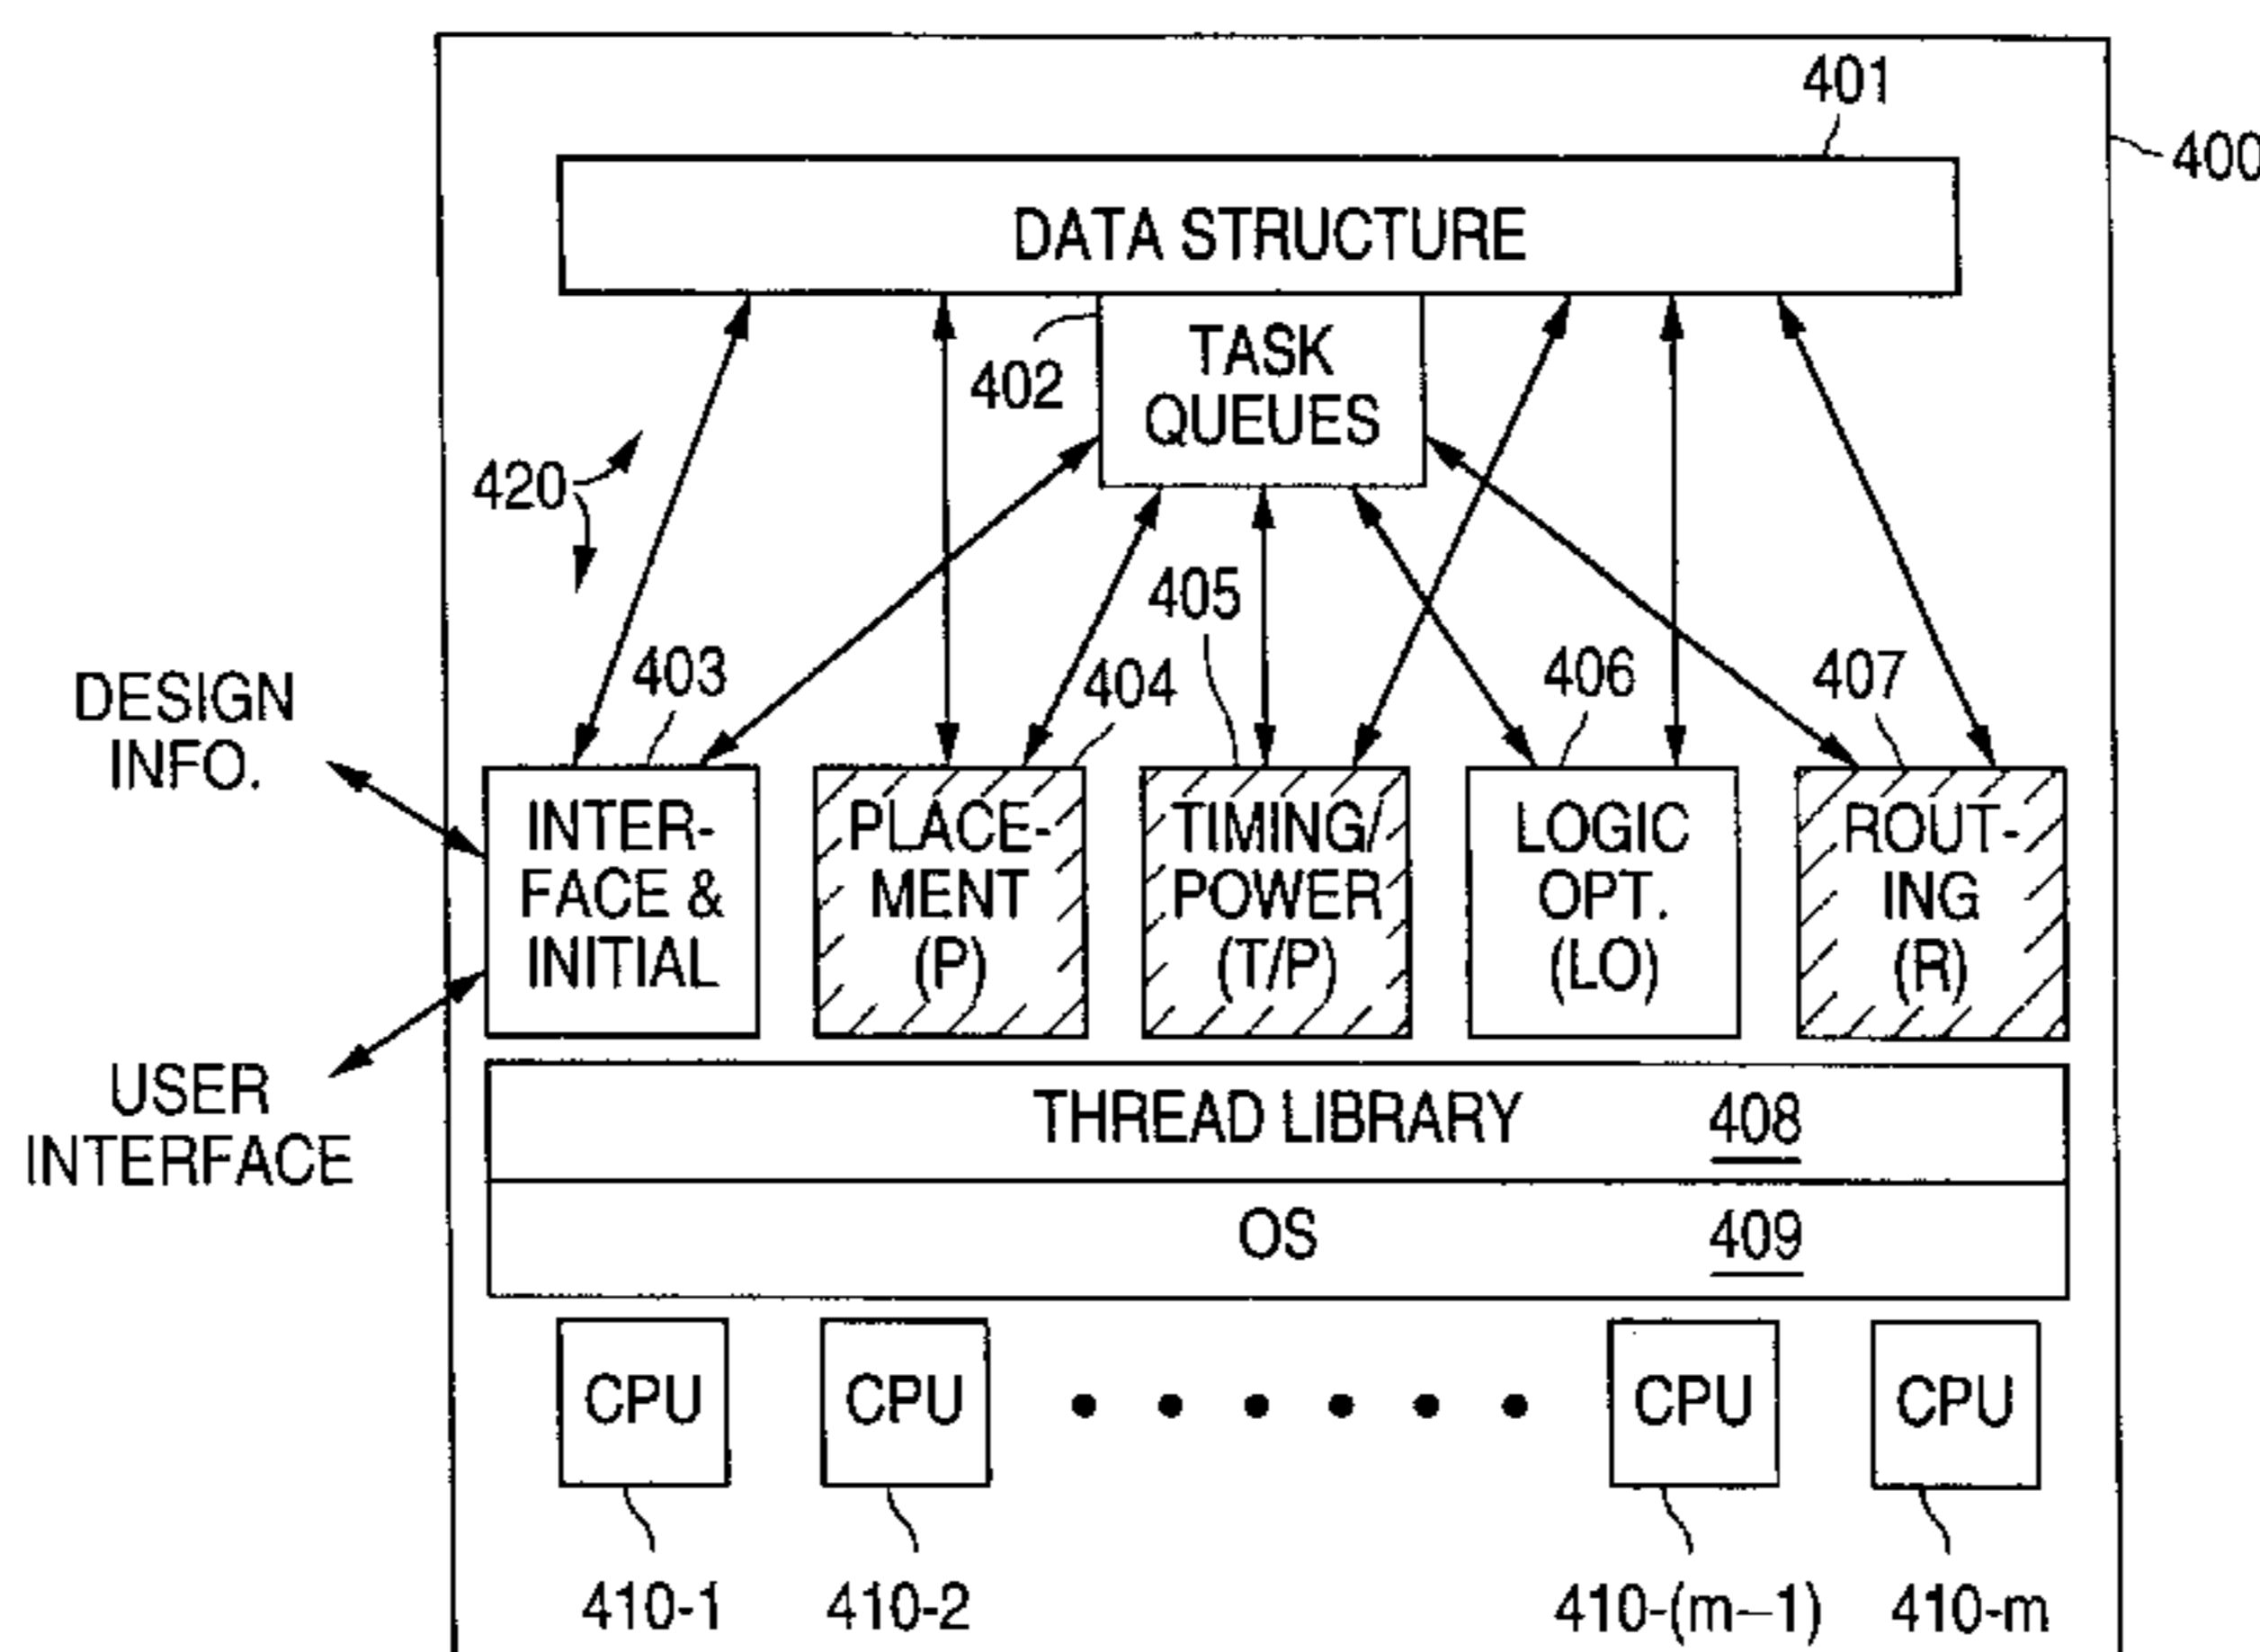 401
400
DATA STRUCTURE
402
TASK
QUEUES
420
405
403
404
406
407
DESIGN
INFO.
INTER-
FACE &
INITIAL
PLACE-
MENT
(P)
TIMING/
POWER
(T/P)
LOGIC
OPT.
(LO)
ROUT-
ING
(R)
USER
INTERFACE
THREAD LIBRARY 408
OS 409
CPU
CPU
CPU
CPU
410-1
410-2
410-(m–1)
410-m